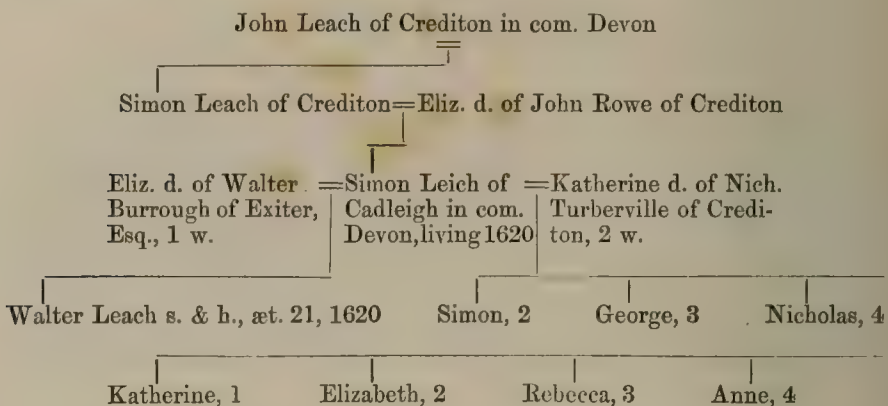 John Leach of Crediton in com. Devon
Simon Leach of Crediton=Eliz. d. of John Rowe of Crediton
Eliz. d. of Walter =Simon Leich of =Katherine d. of Nich.
Burrough of Exiter, Cadleigh in com. Turberville of Credi-
Esq., 1 w. Devon, living 1620 ton, 2 w.
Walter Leach s. & h., æt. 21, 1620 Simon, 2 George, 3 Nicholas, 4
Katherine, 1 Elizabeth, 2 Rebecca, 3 Anne, 4